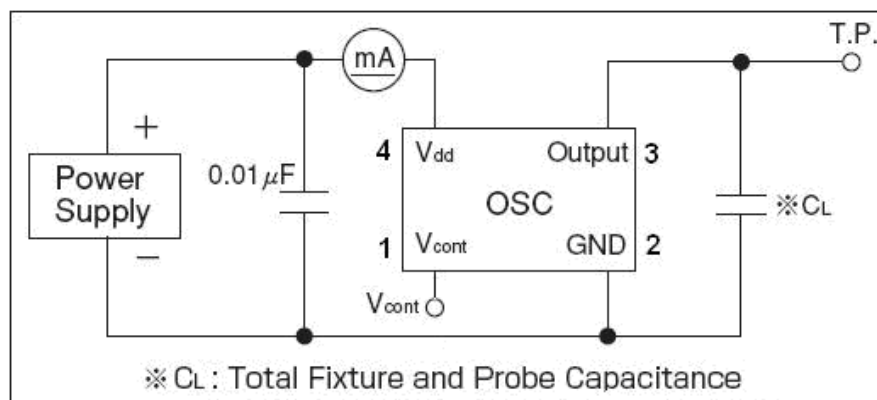 T.P.
mA
+
4 Vdd Output 3
Power Supply
0.01μF
OSC
※CL
−
1 Vcont GND 2
Vcont
※CL : Total Fixture and Probe Capacitance